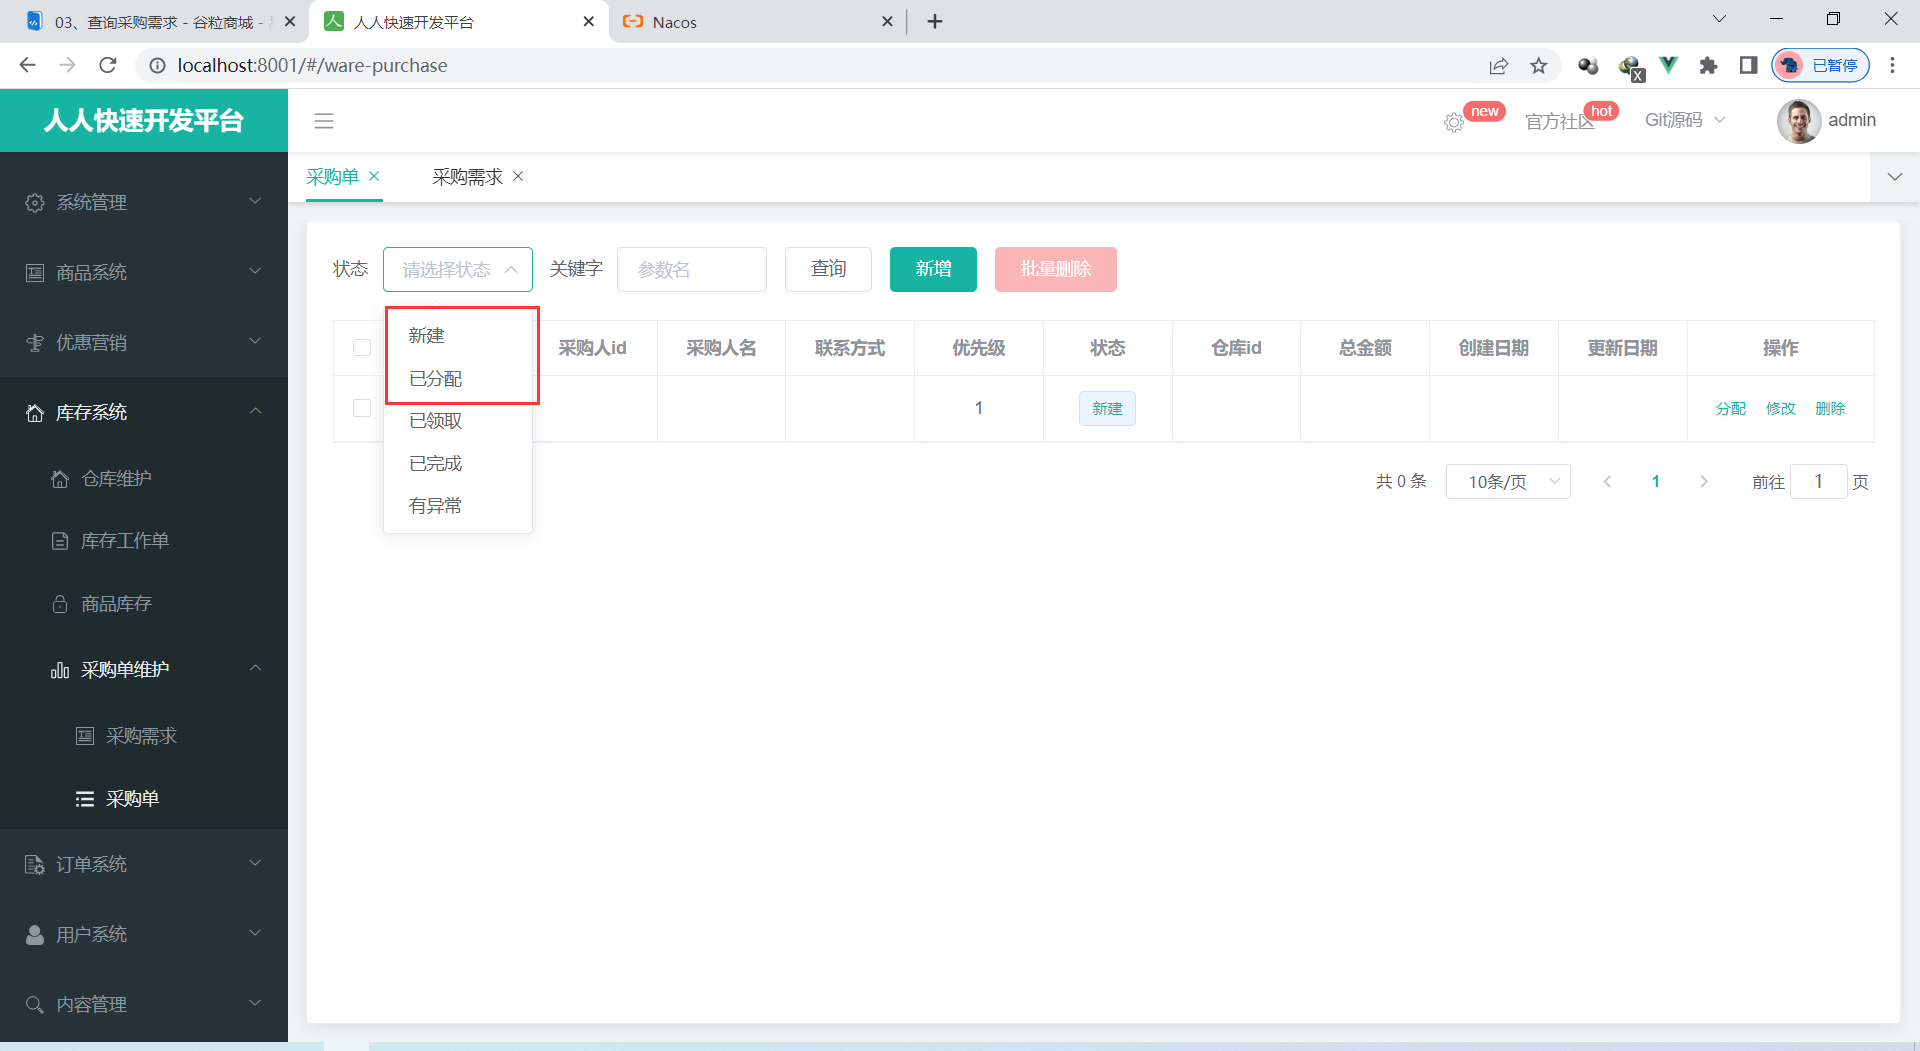 03、查询采购需求 - 谷粒商城 -
人人快速开发平台
Nacos
localhost:8001/#/ware-purchase
已暂停
人人快速开发平台
new
官方社区
hot
Git源码
admin
系统管理
商品系统
优惠营销
库存系统
仓库维护
库存工作单
商品库存
采购单维护
采购需求
采购单
订单系统
用户系统
内容管理
采购单
采购需求
状态
请选择状态
关键字
参数名
查询
新增
批量删除
新建
已分配
已领取
已完成
有异常
采购人id
采购人名
联系方式
优先级
状态
仓库id
总金额
创建日期
更新日期
操作
1
新建
分配
修改
删除
共 0 条
10条/页
1
前往
1
页